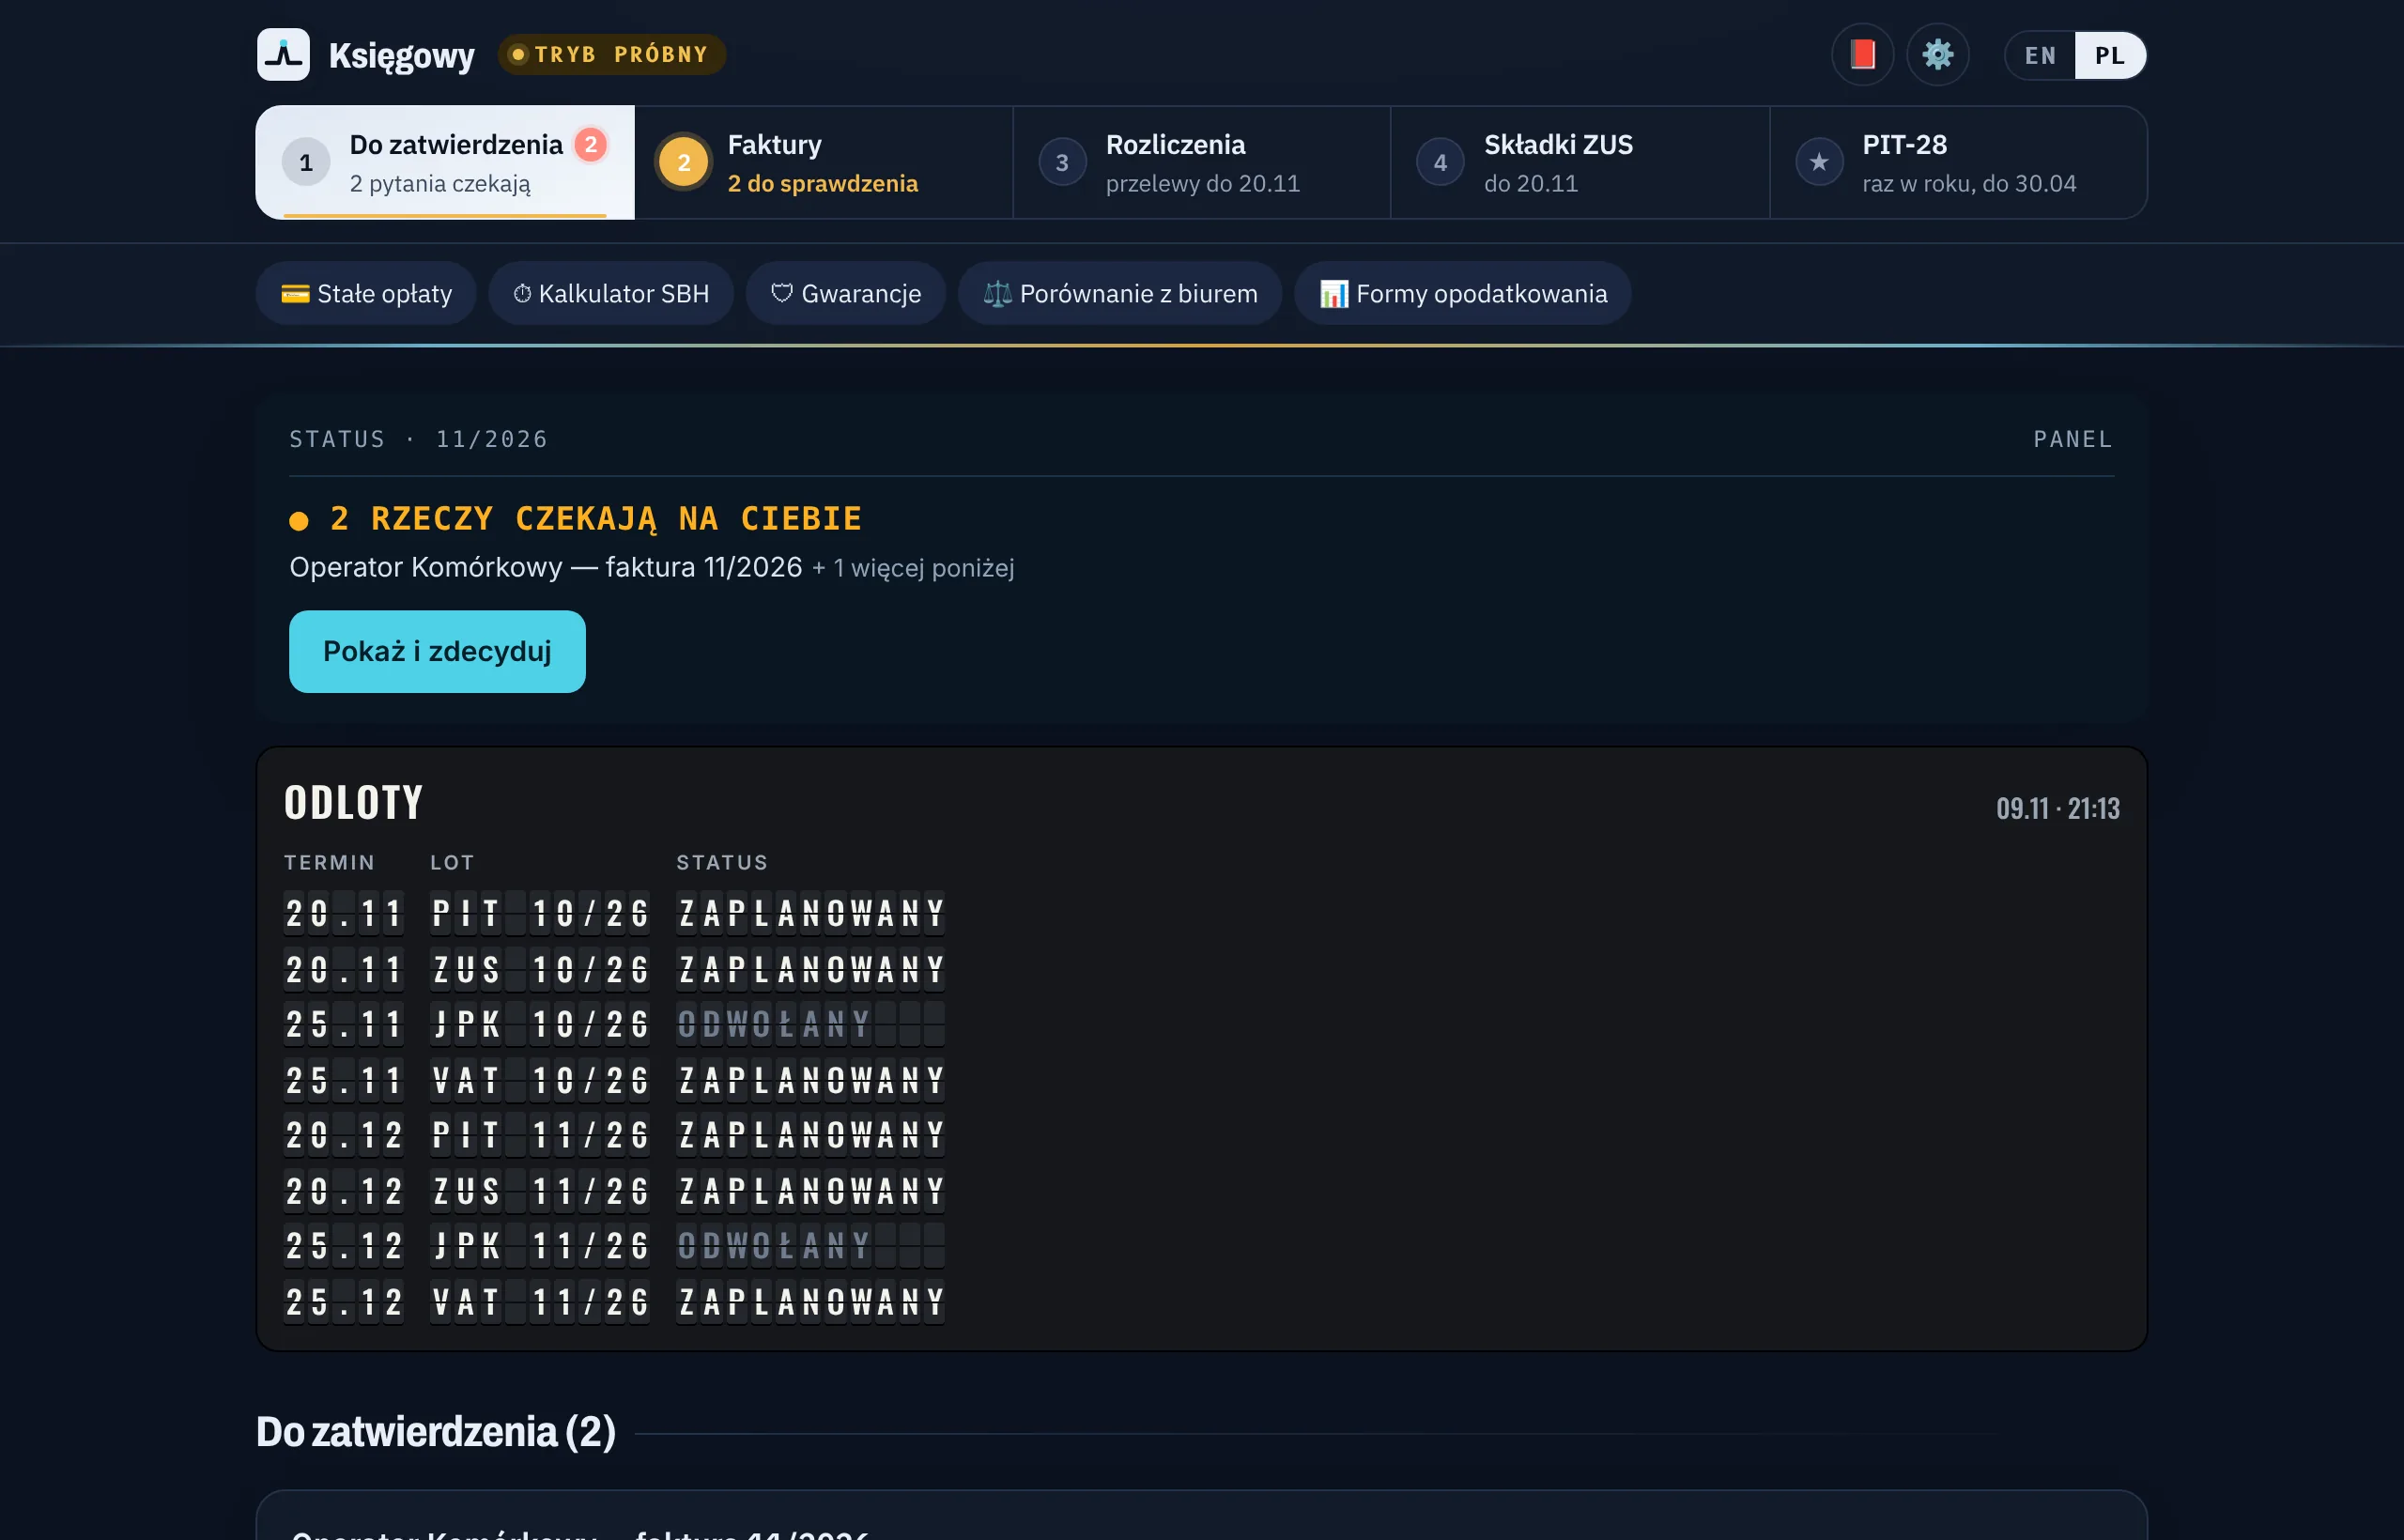 Księgowy
TRYB PRÓBNY
EN PL
1 Do zatwierdzenia 2
2 pytania czekają
2 Faktury
2 do sprawdzenia
3 Rozliczenia
przelewy do 20.11
4 Składki ZUS
do 20.11
★ PIT-28
raz w roku, do 30.04
Stałe opłaty
Kalkulator SBH
Gwarancje
Porównanie z biurem
Formy opodatkowania
STATUS · 11/2026
PANEL
2 RZECZY CZEKAJĄ NA CIEBIE
Operator Komórkowy — faktura 11/2026 + 1 więcej poniżej
Pokaż i zdecyduj
ODLOTY
09.11 · 21:13
TERMIN LOT STATUS
20.11 PIT 10/26 ZAPLANOWANY
20.11 ZUS 10/26 ZAPLANOWANY
25.11 JPK 10/26 ODWOŁANY
25.11 VAT 10/26 ZAPLANOWANY
20.12 PIT 11/26 ZAPLANOWANY
20.12 ZUS 11/26 ZAPLANOWANY
25.12 JPK 11/26 ODWOŁANY
25.12 VAT 11/26 ZAPLANOWANY
Do zatwierdzenia (2)
Operator Komórkowy — faktura 11/2026